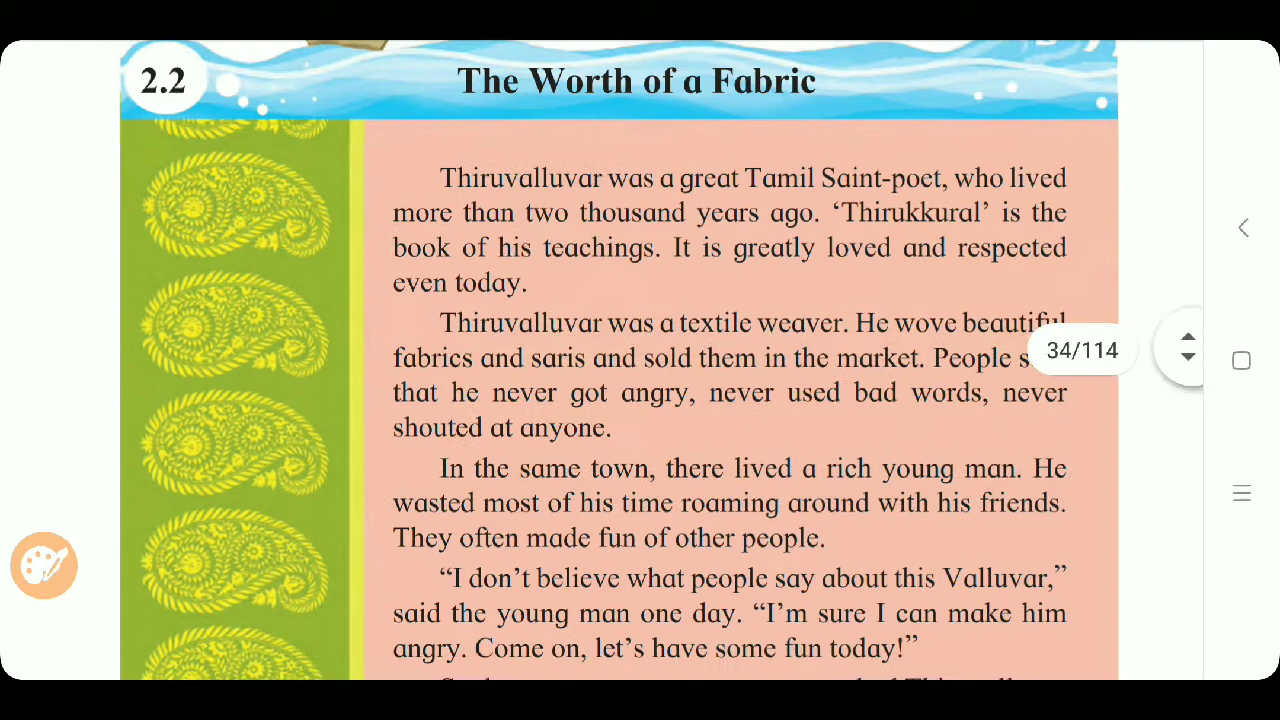 2.2
The Worth of a Fabric
Thiruvalluvar was a great Tamil Saint-poet, who lived
more than two thousand years ago. ‘Thirukkural’ is the
book of his teachings. It is greatly loved and respected
even today.
Thiruvalluvar was a textile weaver. He wove beautiful
fabrics and saris and sold them in the market. People
34/114
that he never got angry, never used bad words, never
shouted at anyone.
In the same town, there lived a rich young man. He
wasted most of his time roaming around with his friends.
They often made fun of other people.
“I don’t believe what people say about this Valluvar,”
said the young man one day. “I’m sure I can make him
angry. Come on, let’s have some fun today!”